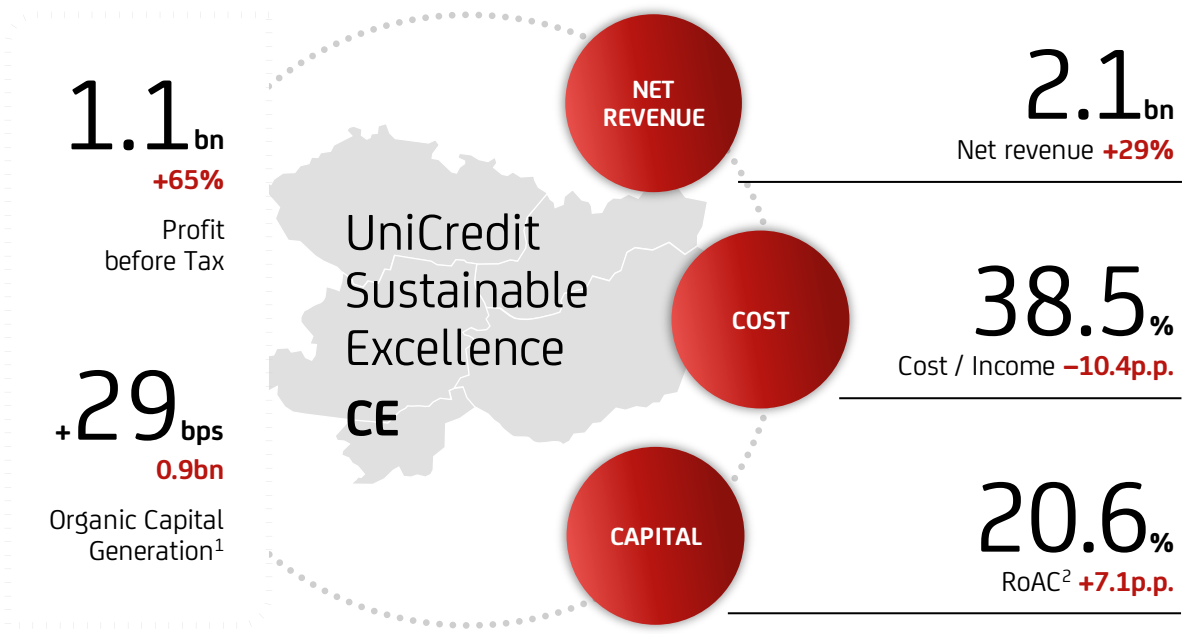 1.1bn
+65%
Profit
before Tax
+29bps
0.9bn
Organic Capital
Generation¹
UniCredit
Sustainable
Excellence
CE
NET
REVENUE
2.1bn
Net revenue +29%
COST
38.5%
Cost / Income –10.4p.p.
CAPITAL
20.6%
RoAC² +7.1p.p.